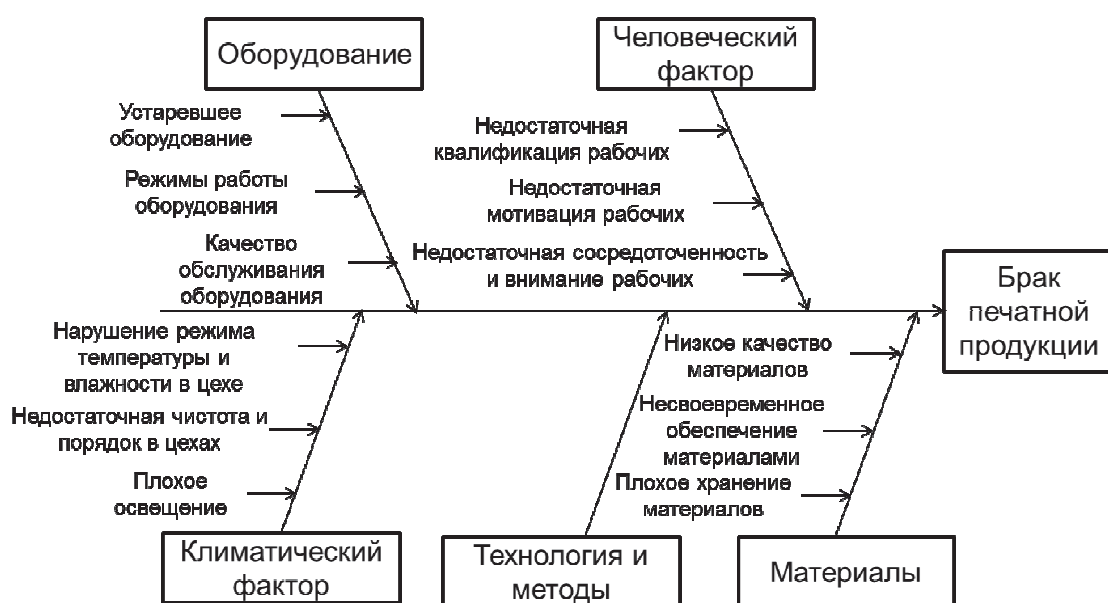 Оборудование
Человеческий
фактор
Устаревшее
оборудование
Режимы работы
оборудования
Качество
обслуживания
оборудования
Недостаточная
квалификация рабочих
Недостаточная
мотивация рабочих
Недостаточная сосредоточенность
и внимание рабочих
Брак
печатной
продукции
Нарушение режима
температуры и
влажности в цехе
Недостаточная чистота и
порядок в цехах
Плохое
освещение
Низкое качество
материалов
Несвоевременное
обеспечение
материалами
Плохое хранение
материалов
Климатический
фактор
Технология и
методы
Материалы